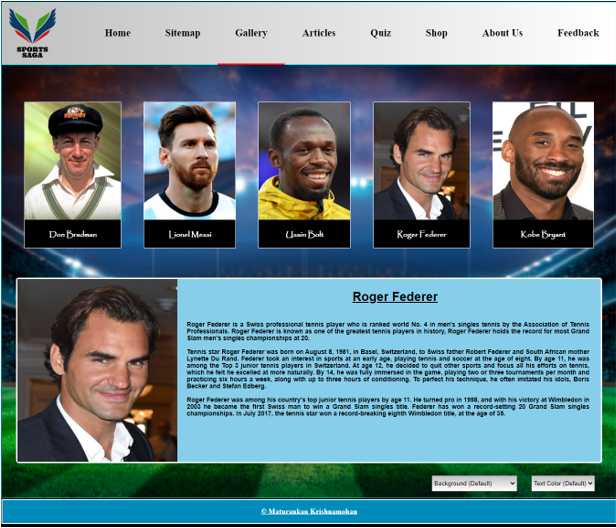 SPORTS
SAGA
Home Sitemap Gallery Articles Quiz Shop About Us Feedback
Don Bradman Lionel Messi Usain Bolt Roger Federer Kobe Bryant
Roger Federer
Roger Federer is a Swiss professional tennis player who is ranked world No. 4 in men's singles tennis by the Association of Tennis
Professionals. Roger Federer is known as one of the greatest tennis players in history, Roger Federer holds the record for most Grand
Slam men's singles championships at 20.
Tennis star Roger Federer was born on August 8, 1981, in Basel, Switzerland, to Swiss father Robert Federer and South African mother
Lynette Du Rand. Federer took an interest in sports at an early age, playing tennis and soccer at the age of eight. By age 11, he was
among the Top 3 junior tennis players in Switzerland. At age 12, he decided to quit other sports and focus all his efforts on tennis,
which he felt he excelled at more naturally. By 14, he was fully immersed in the game, playing two or three tournaments per month and
practicing six hours a week, along with up to three hours of conditioning. To perfect his technique, he often imitated his idols, Boris
Becker and Stefan Edberg.
Roger Federer was among his country's top junior tennis players by age 11. He turned pro in 1998, and with his victory at Wimbledon in
2003 he became the first Swiss man to win a Grand Slam singles title. Federer has won a record-setting 20 Grand Slam singles
championships. In July 2017, the tennis star won a record-breaking eighth Wimbledon title, at the age of 35.
Background (Default) Text Color (Default)
© Maturankan Krishnamohan